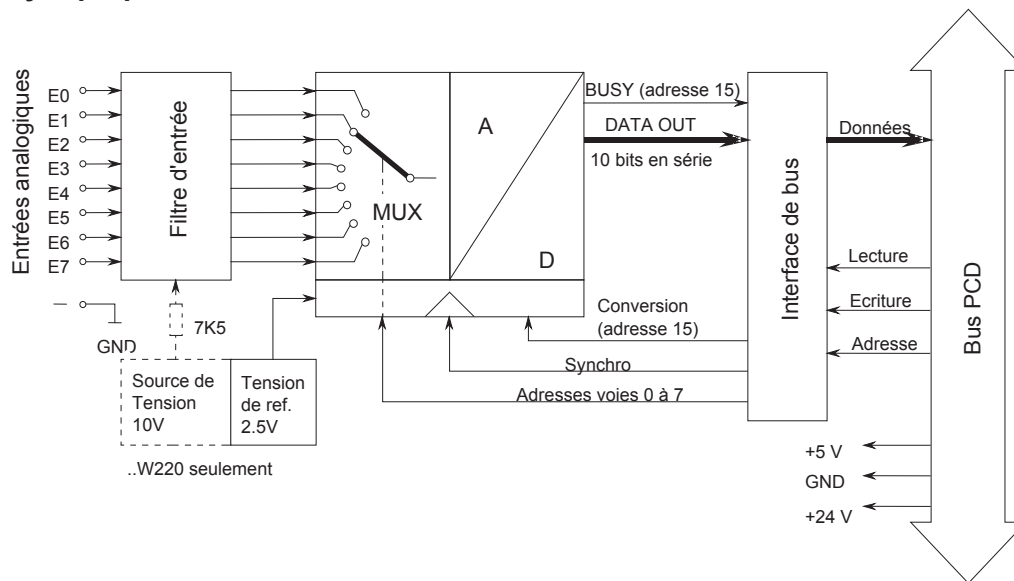 Entrées analogiques
E0
E1
E2
E3
E4
E5
E6
E7
GND
Filtre d'entrée
7K5
Source de
Tension
10V
Tension
de ref.
2.5V
..W220 seulement
MUX
A
D
BUSY (adresse 15)
DATA OUT
10 bits en série
Conversion
(adresse 15)
Synchro
Adresses voies 0 à 7
Interface de bus
Données
Lecture
Ecriture
Adresse
+5 V
GND
+24 V
Bus PCD